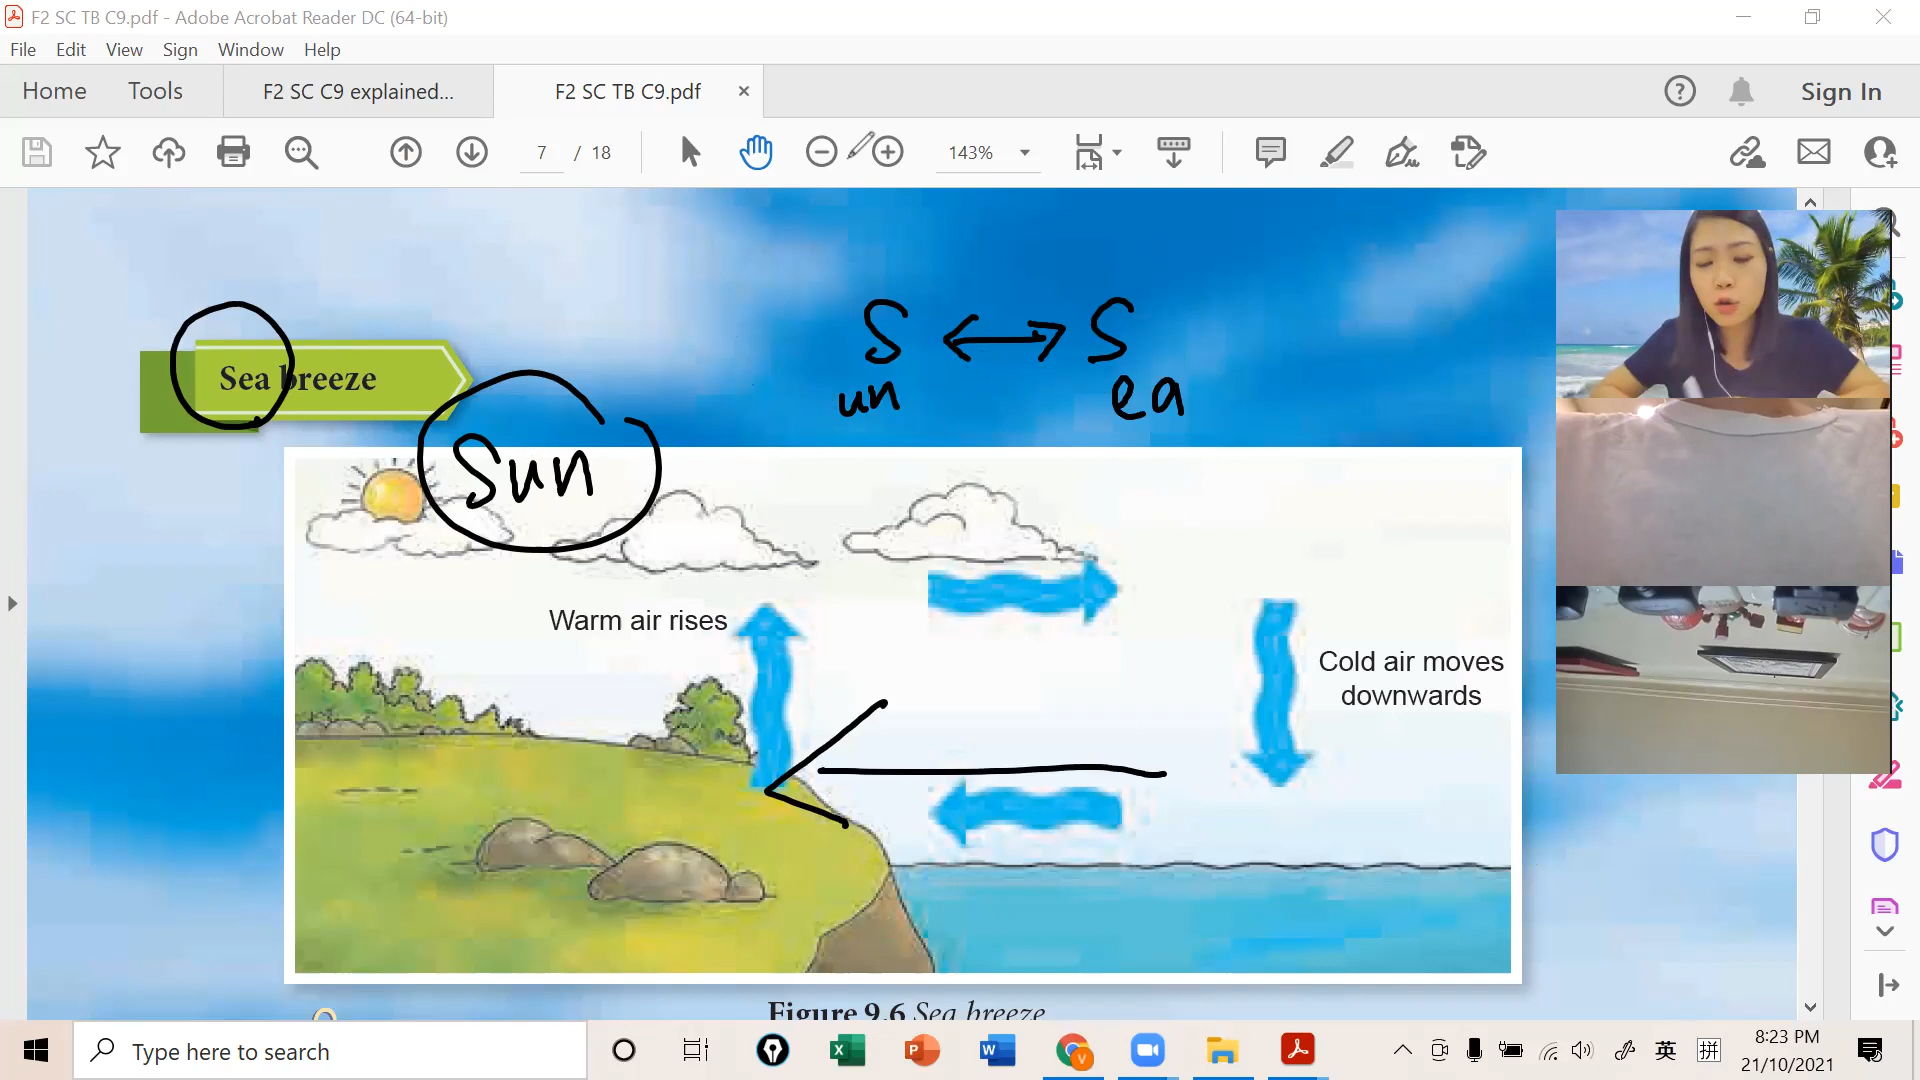 F2 SC TB C9.pdf - Adobe Acrobat Reader DC (64-bit)
File Edit View Sign Window Help
Home Tools F2 SC C9 explained... F2 SC TB C9.pdf × Sign In
7 / 18 143%
S ↔ S
un ea
Sea breeze
Sun
Warm air rises
Cold air moves
downwards
Figure 9.6 Sea breeze
Type here to search
英 拼
8:23 PM
21/10/2021